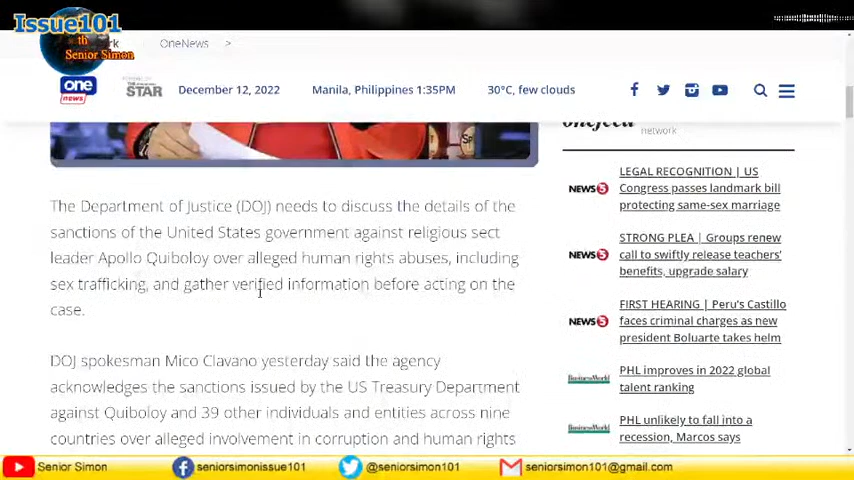 Issue101
th
Senior Simon
rk
OneNews >
one
news
POWERED BY
THE
STAR
December 12, 2022
Manila, Philippines 1:35PM
30°C, few clouds
onefeed
network
The Department of Justice (DOJ) needs to discuss the details of the
sanctions of the United States government against religious sect
leader Apollo Quiboloy over alleged human rights abuses, including
sex trafficking, and gather verified information before acting on the
case.
DOJ spokesman Mico Clavano yesterday said the agency
acknowledges the sanctions issued by the US Treasury Department
against Quiboloy and 39 other individuals and entities across nine
countries over alleged involvement in corruption and human rights
NEWS5
LEGAL RECOGNITION | US
Congress passes landmark bill
protecting same-sex marriage
NEWS5
STRONG PLEA | Groups renew
call to swiftly release teachers'
benefits, upgrade salary
NEWS5
FIRST HEARING | Peru's Castillo
faces criminal charges as new
president Boluarte takes helm
BusinessWorld
PHL improves in 2022 global
talent ranking
BusinessWorld
PHL unlikely to fall into a
recession, Marcos says
Senior Simon
seniorsimonissue101
@seniorsimon101
seniorsimon101@gmail.com